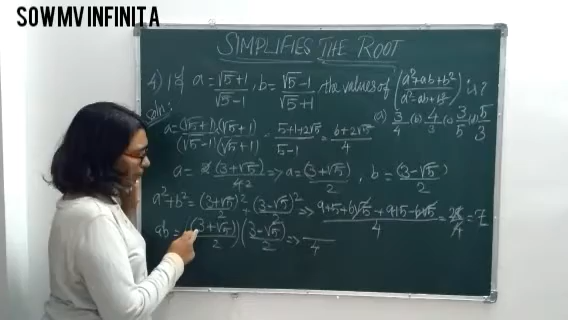 SOWMV INFINITA
SIMPLIFIES THE ROOT
4) If a = √5+1/√5-1, b = √5-1/√5+1 the values of (a²+ab+b²/a²-ab+b²) is?
Soln: (a) 3/4 (b) 4/3 (c) 3/5 (d) 5/3
a = (√5+1)(√5+1)/(√5-1)(√5+1) = 5+1+2√5/5-1 = 6+2√5/4
a = 2(3+√5)/4 2 => a = (3+√5)/2, b = (3-√5)/2
a²+b² = (3+√5)²/2 + (3-√5)²/2 => 9+5+6√5+9+5-6√5/4 = 28/4 = 7
ab = (3+√5/2)(3-√5/2) => /4